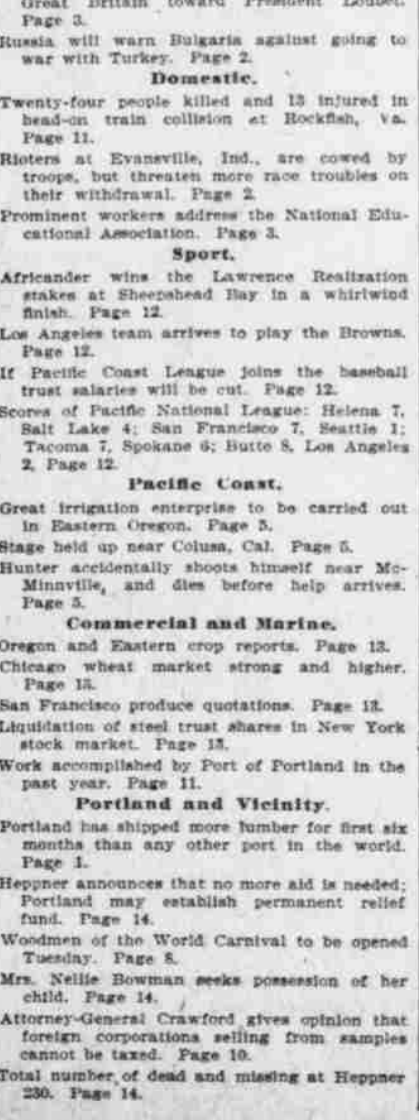 Great Britain toward President Loubet.
Page 3.
Russia will warn Bulgaria against going to
war with Turkey. Page 2.
Domestic.
Twenty-four people killed and 13 injured in
head-on train collision at Rockfish, Va.
Page 11.
Rioters at Evansville, Ind., are cowed by
troops, but threaten more race troubles on
their withdrawal. Page 2.
Prominent workers address the National Edu-
cational Association. Page 3.
Sport.
Africander wins the Lawrence Realization
stakes at Sheepshead Bay in a whirlwind
finish. Page 12.
Los Angeles team arrives to play the Browns.
Page 12.
If Pacific Coast League joins the baseball
trust salaries will be cut. Page 12.
Scores of Pacific National League: Helena 7,
Salt Lake 4; San Francisco 7, Seattle 1;
Tacoma 7, Spokane 6; Butte 8, Los Angeles
2, Page 12.
Pacific Coast.
Great irrigation enterprise to be carried out
in Eastern Oregon. Page 5.
Stage held up near Colusa, Cal. Page 5.
Hunter accidentally shoots himself near Mc-
Minnville, and dies before help arrives.
Page 5.
Commercial and Marine.
Oregon and Eastern crop reports. Page 13.
Chicago wheat market strong and higher.
Page 13.
San Francisco produce quotations. Page 13.
Liquidation of steel trust shares in New York
stock market. Page 13.
Work accomplished by Port of Portland in the
past year. Page 11.
Portland and Vicinity.
Portland has shipped more lumber for first six
months than any other port in the world.
Page 1.
Heppner announces that no more aid is needed;
Portland may establish permanent relief
fund. Page 14.
Woodmen of the World Carnival to be opened
Tuesday. Page 8.
Mrs. Nellie Bowman seeks possession of her
child. Page 14.
Attorney-General Crawford gives opinion that
foreign corporations selling from samples
cannot be taxed. Page 10.
Total number of dead and missing at Heppner
230. Page 14.